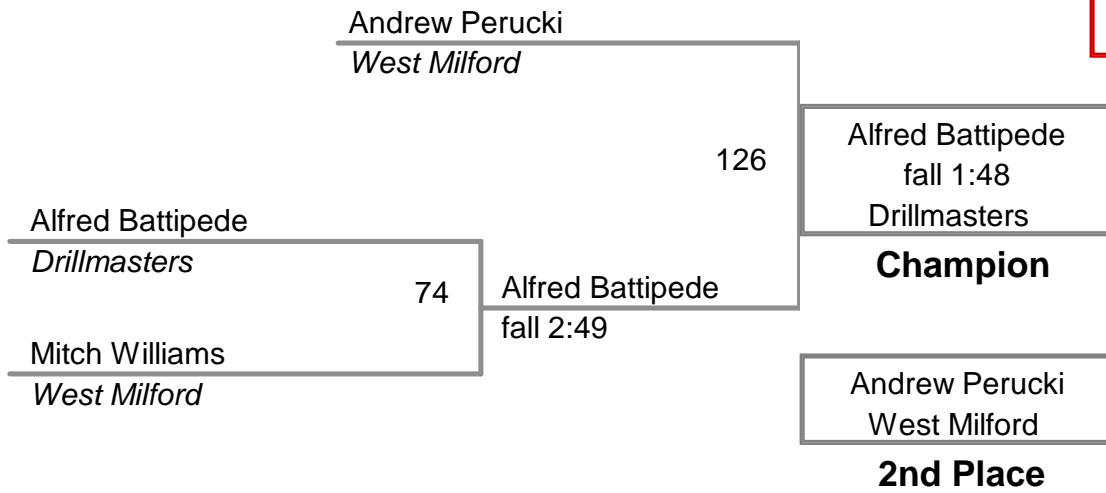 Andrew Perucki
West Milford
126
Alfred Battipede
fall 1:48
Drillmasters
Champion
Alfred Battipede
Drillmasters
74
Alfred Battipede
fall 2:49
Mitch Williams
West Milford
Andrew Perucki
West Milford
2nd Place